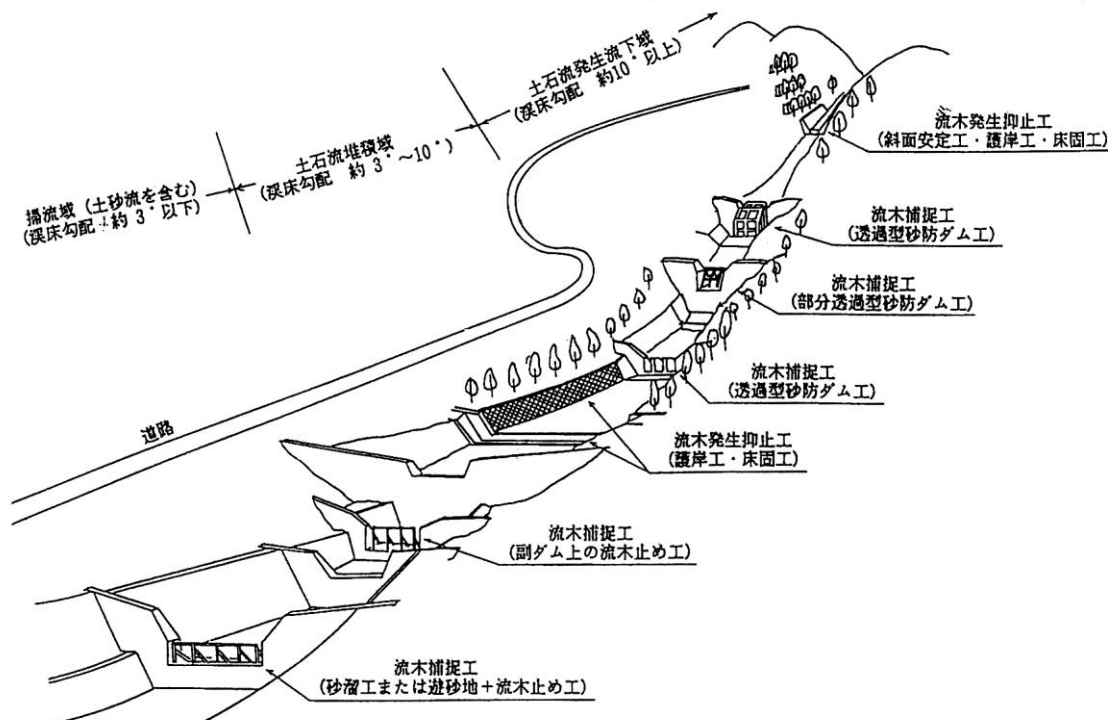 土石流発生流下域
(渓床勾配 約10°以上)
土石流堆積域
(渓床勾配 約3°~10°)
掃流域(土砂流を含む)
(渓床勾配 約3°以下)
流木発生抑止工
(斜面安定工・護岸工・床固工)
流木捕捉工
(透過型砂防ダム工)
流木捕捉工
(部分透過型砂防ダム工)
流木捕捉工
(透過型砂防ダム工)
道路
流木発生抑止工
(護岸工・床固工)
流木捕捉工
(副ダム上の流木止め工)
流木捕捉工
(砂溜工または遊砂地+流木止め工)